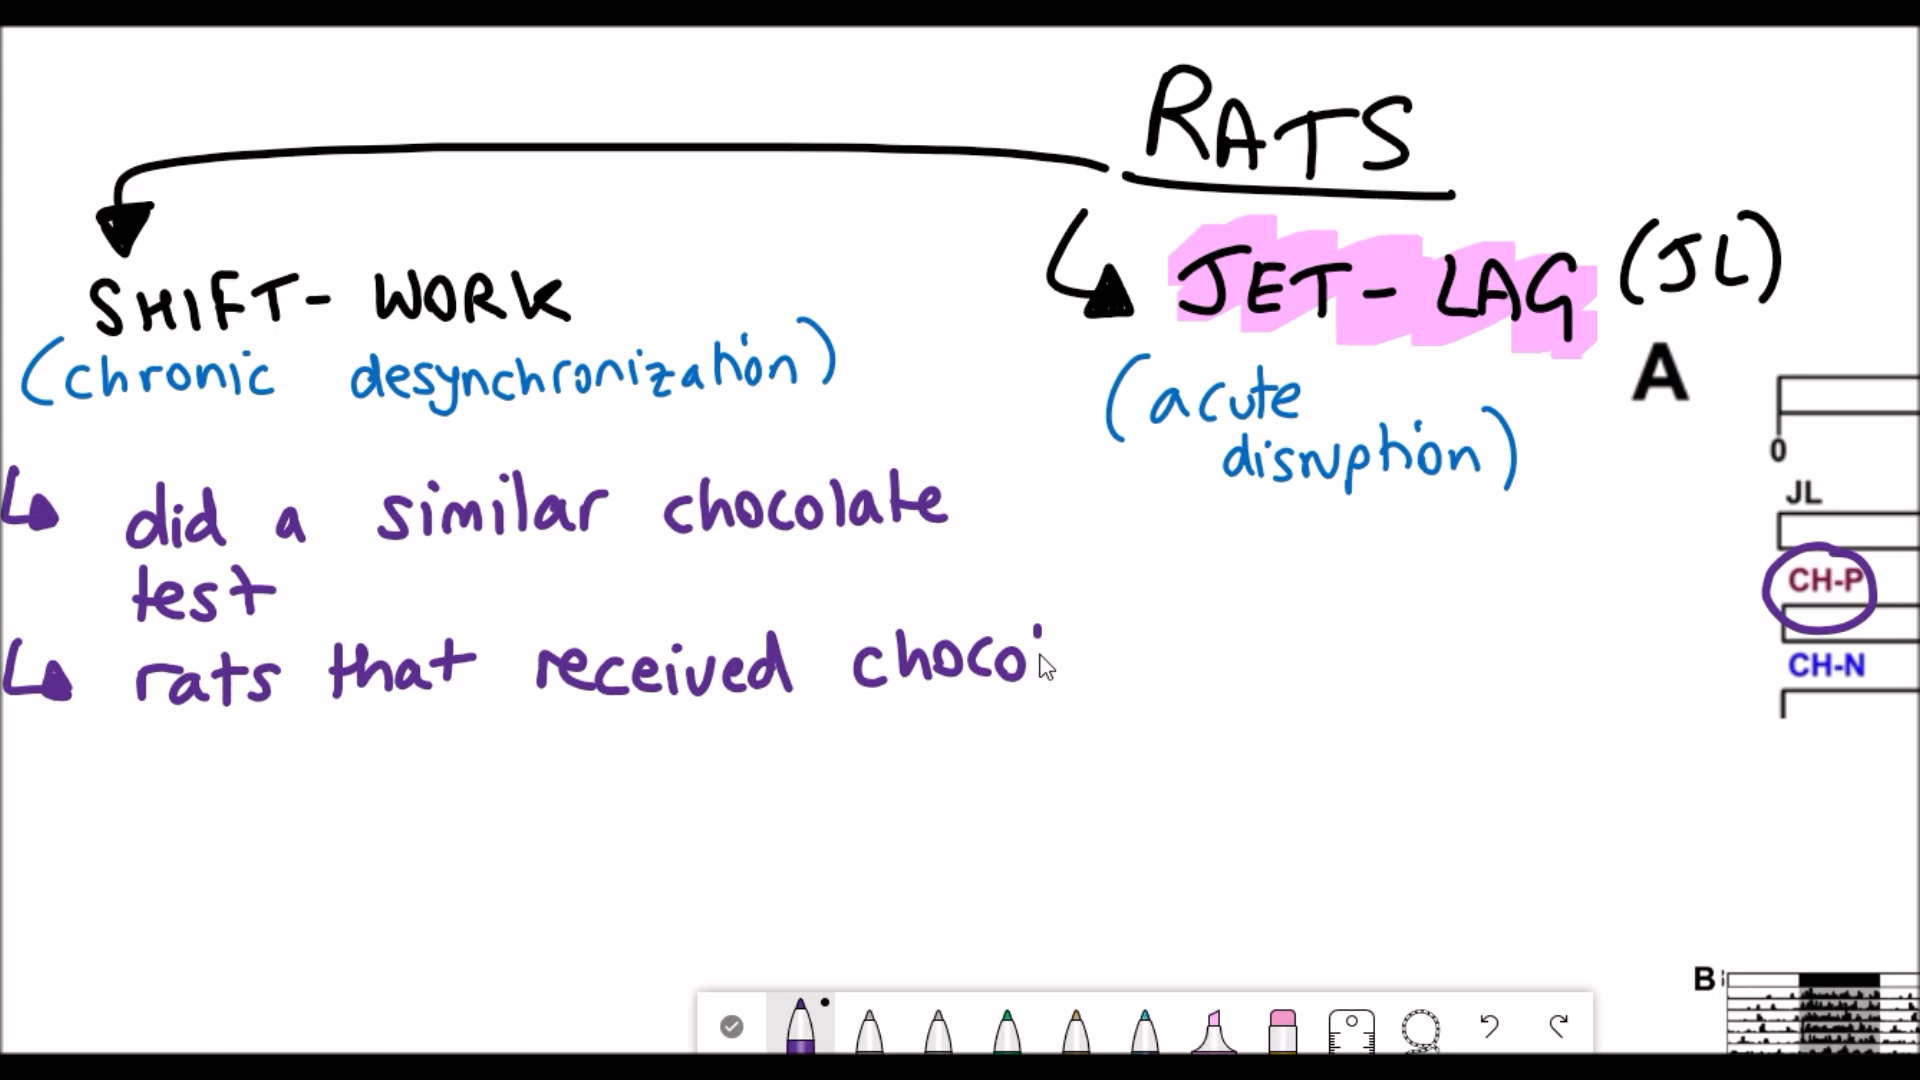 RATS
SHIFT-WORK
(chronic desynchronization)
did a similar chocolate
test
rats that received choco
JET-LAG (JL)
(acute
disruption)
A
0
JL
CH-P
CH-N
B i